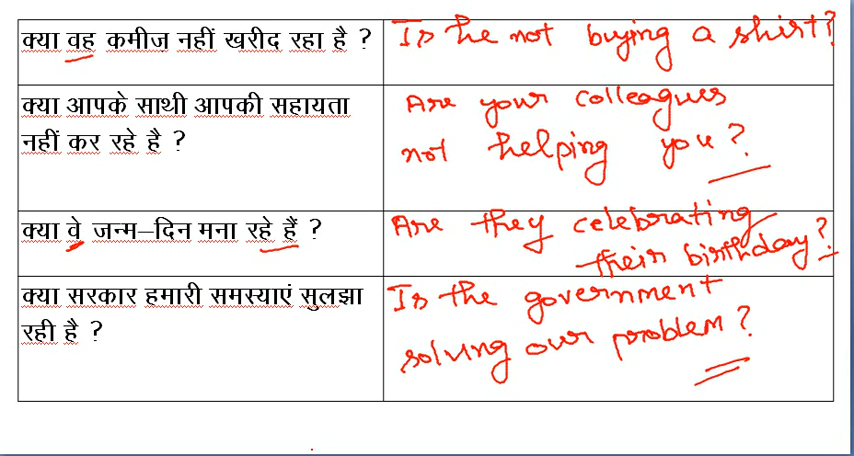 क्या वह कमीज़ नहीं खरीद रहा है ?
Is he not buying a shirt?
क्या आपके साथी आपकी सहायता
नहीं कर रहे है ?
Are your colleagues
not helping you?
क्या वे जन्म–दिन मना रहे हैं ?
Are they celebrating
their birthday?
क्या सरकार हमारी समस्याएं सुलझा
रही है ?
Is the government
solving our problem?